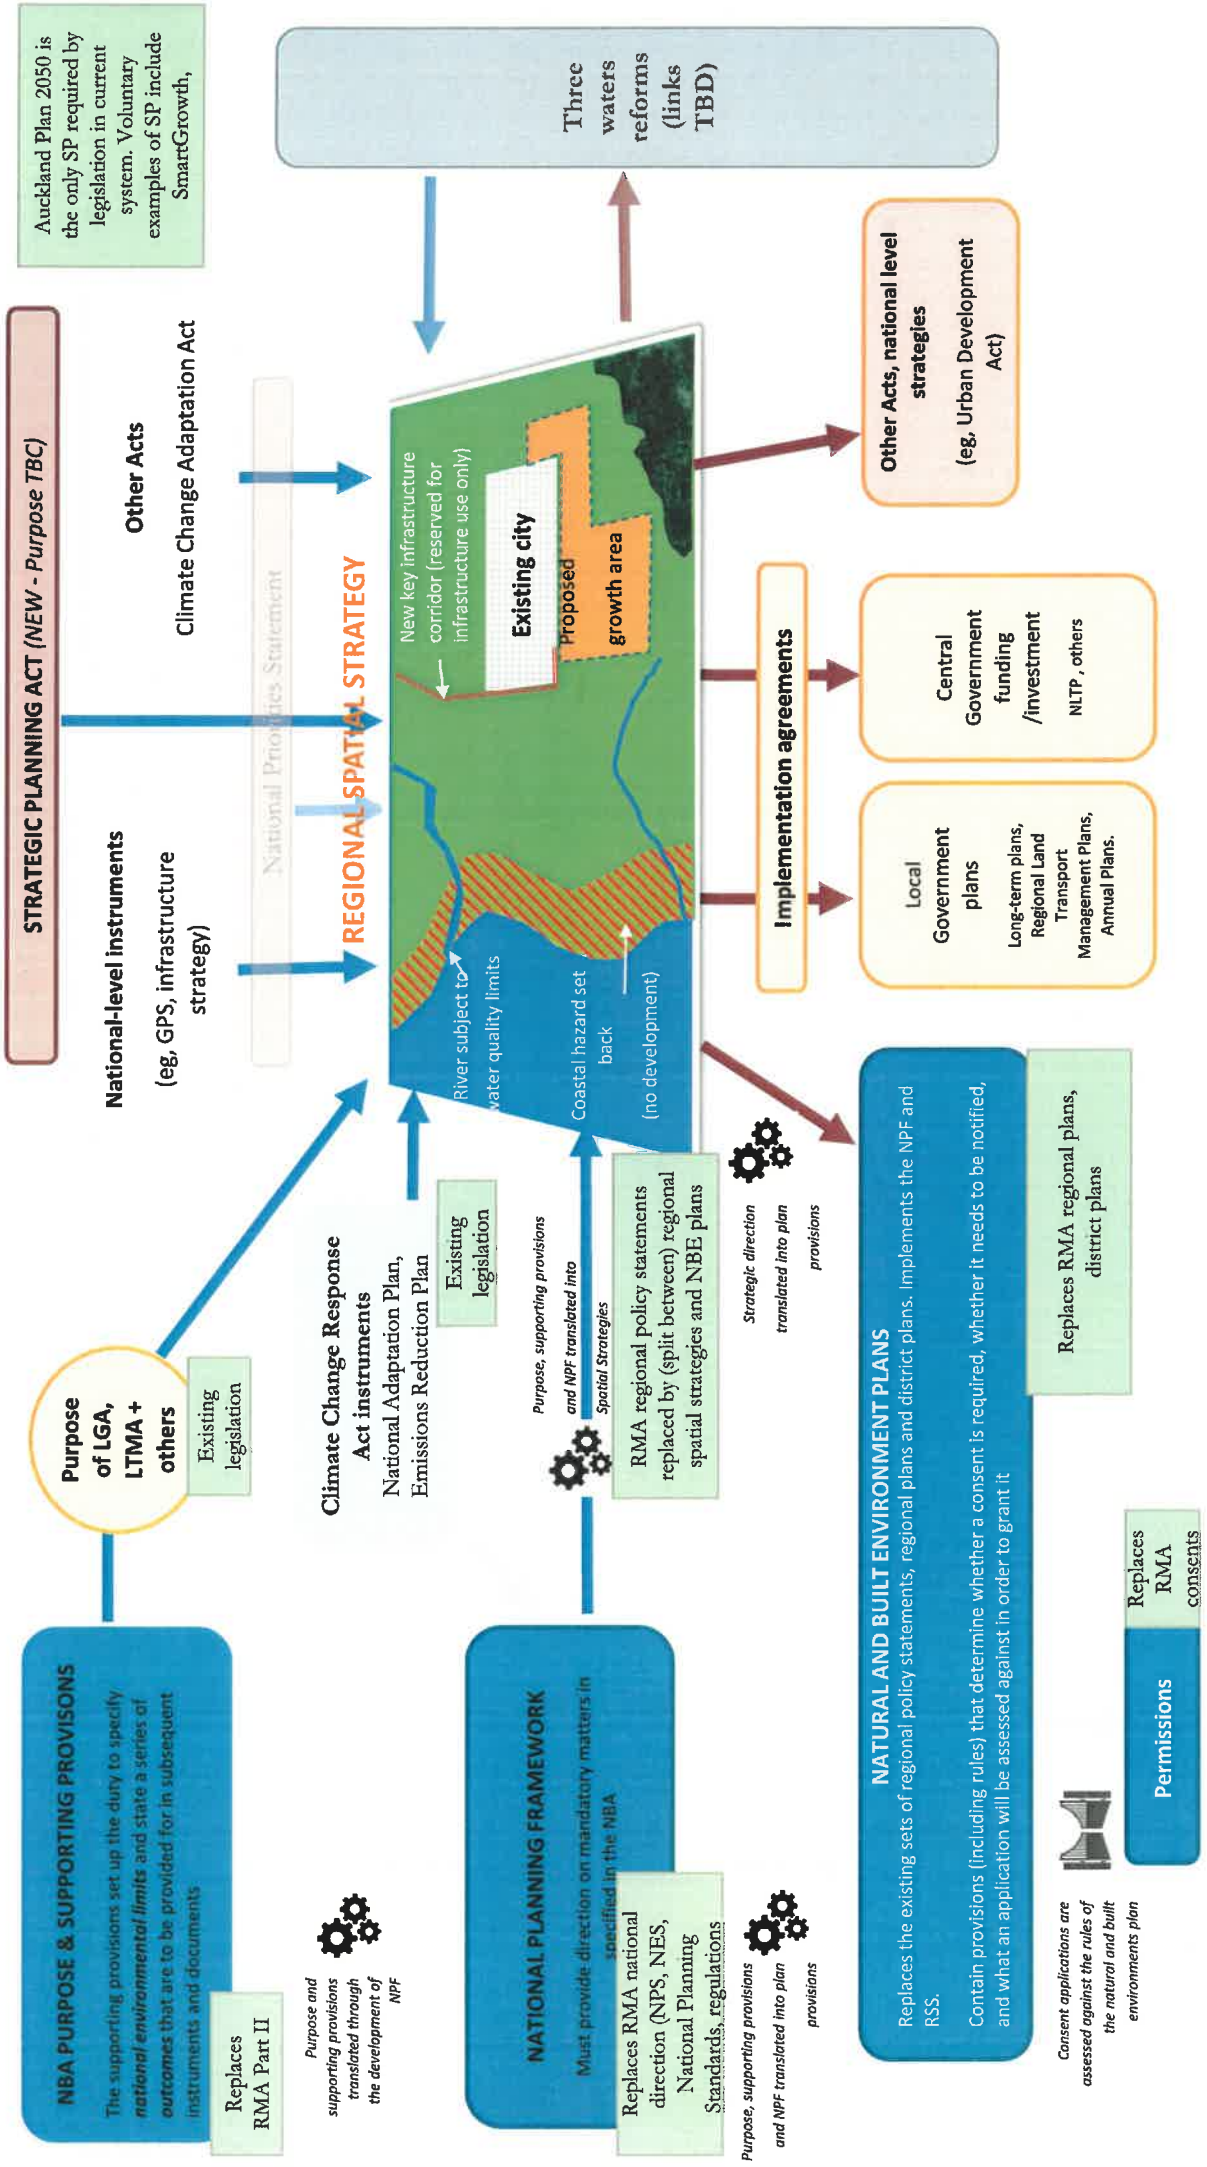 NBA PURPOSE & SUPPORTING PROVISONS
The supporting provisions set up the duty to specify
national environmental limits and state a series of
outcomes that are to be provided for in subsequent
instruments and documents
Replaces
RMA Part II
Purpose and
supporting provisions
translated through
the development of
NPF
Purpose
of LGA,
LTMA +
others
Existing
legislation
STRATEGIC PLANNING ACT (NEW - Purpose TBC)
National-level instruments
(eg, GPS, infrastructure
strategy)
Other Acts
Climate Change Adaptation Act
Auckland Plan 2050 is
the only SP required by
legislation in current
system. Voluntary
examples of SP include
SmartGrowth,
National Priorities Statement
REGIONAL SPATIAL STRATEGY
Climate Change Response
Act instruments
National Adaptation Plan,
Emissions Reduction Plan
Existing
legislation
New key infrastructure
corridor (reserved for
infrastructure use only)
Existing city
Proposed
growth area
River subject to
water quality limits
Coastal hazard set
back
(no development)
Three
waters
reforms
(links
TBD)
NATIONAL PLANNING FRAMEWORK
Must provide direction on mandatory matters in
specified in the NBA
Replaces RMA national
direction (NPS, NES,
National Planning
Standards, regulations
Purpose, supporting provisions
and NPF translated into
Spatial Strategies
RMA regional policy statements
replaced by (split between) regional
spatial strategies and NBE plans
Purpose, supporting provisions
and NPF translated into plan
provisions
Strategic direction
translated into plan
provisions
Implementation agreements
Local
Government
plans
Long-term plans,
Regional Land
Transport
Management Plans,
Annual Plans.
Central
Government
funding
/investment
NLTP , others
Other Acts, national level
strategies
(eg, Urban Development
Act)
NATURAL AND BUILT ENVIRONMENT PLANS
Replaces the existing sets of regional policy statements, regional plans and district plans. Implements the NPF and
RSS.
Contain provisions (including rules) that determine whether a consent is required, whether it needs to be notified,
and what an application will be assessed against in order to grant it
Replaces RMA regional plans,
district plans
Consent applications are
assessed against the rules of
the natural and built
environments plan
Permissions
Replaces
RMA
consents